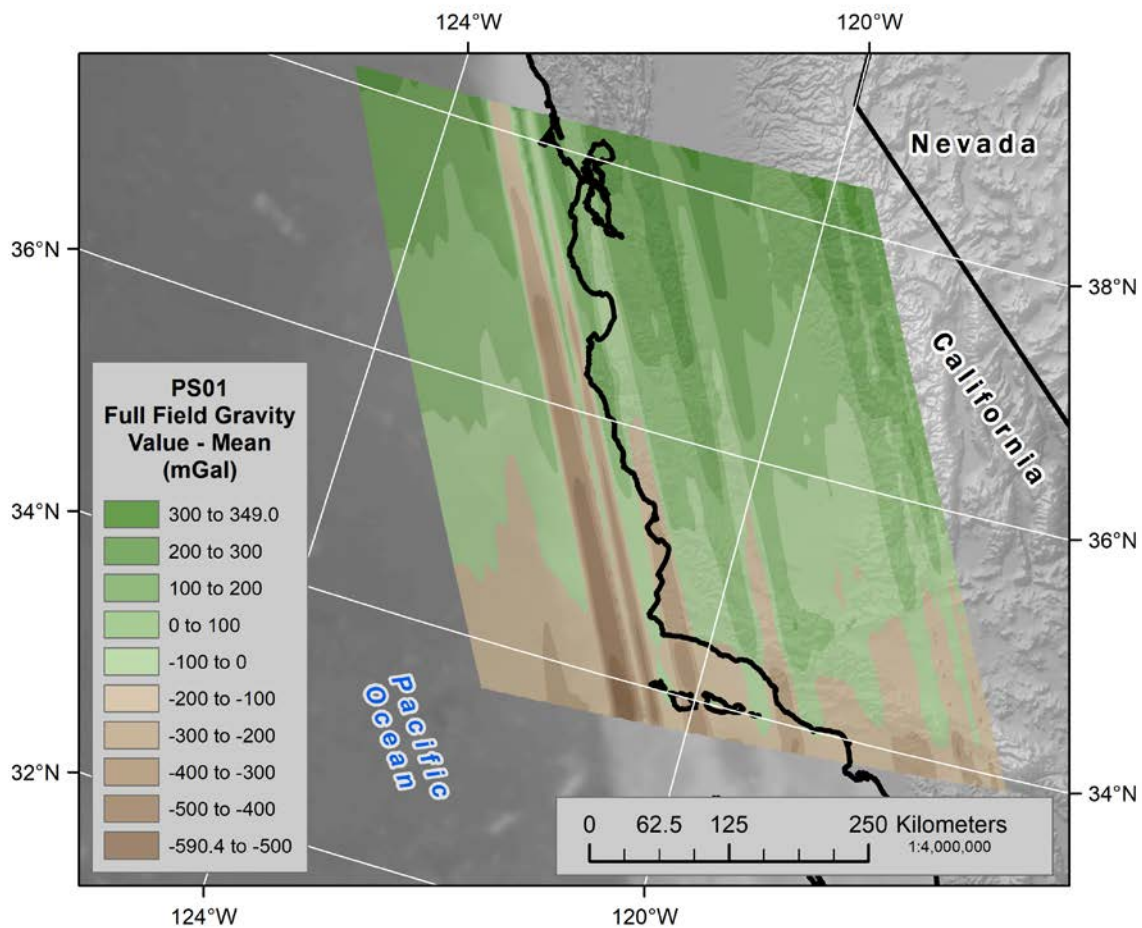 124°W
120°W
Nevada
36°N
38°N
California
PS01
Full Field Gravity
Value - Mean
(mGal)
300 to 349.0
200 to 300
100 to 200
0 to 100
-100 to 0
-200 to -100
-300 to -200
-400 to -300
-500 to -400
-590.4 to -500
34°N
36°N
Pacific
Ocean
32°N
34°N
0 62.5 125 250 Kilometers
1:4,000,000
124°W
120°W